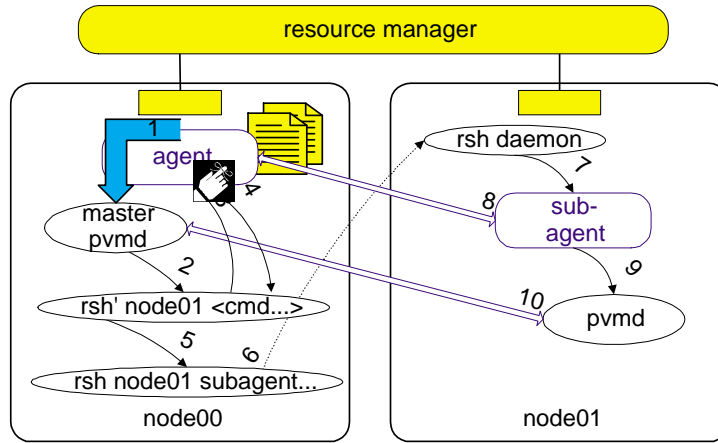 resource manager
1
agent
3
4
master
pvmd
2
rsh' node01 <cmd...>
5
6
rsh node01 subagent...
node00
rsh daemon
7
8
sub-
agent
9
10
pvmd
node01